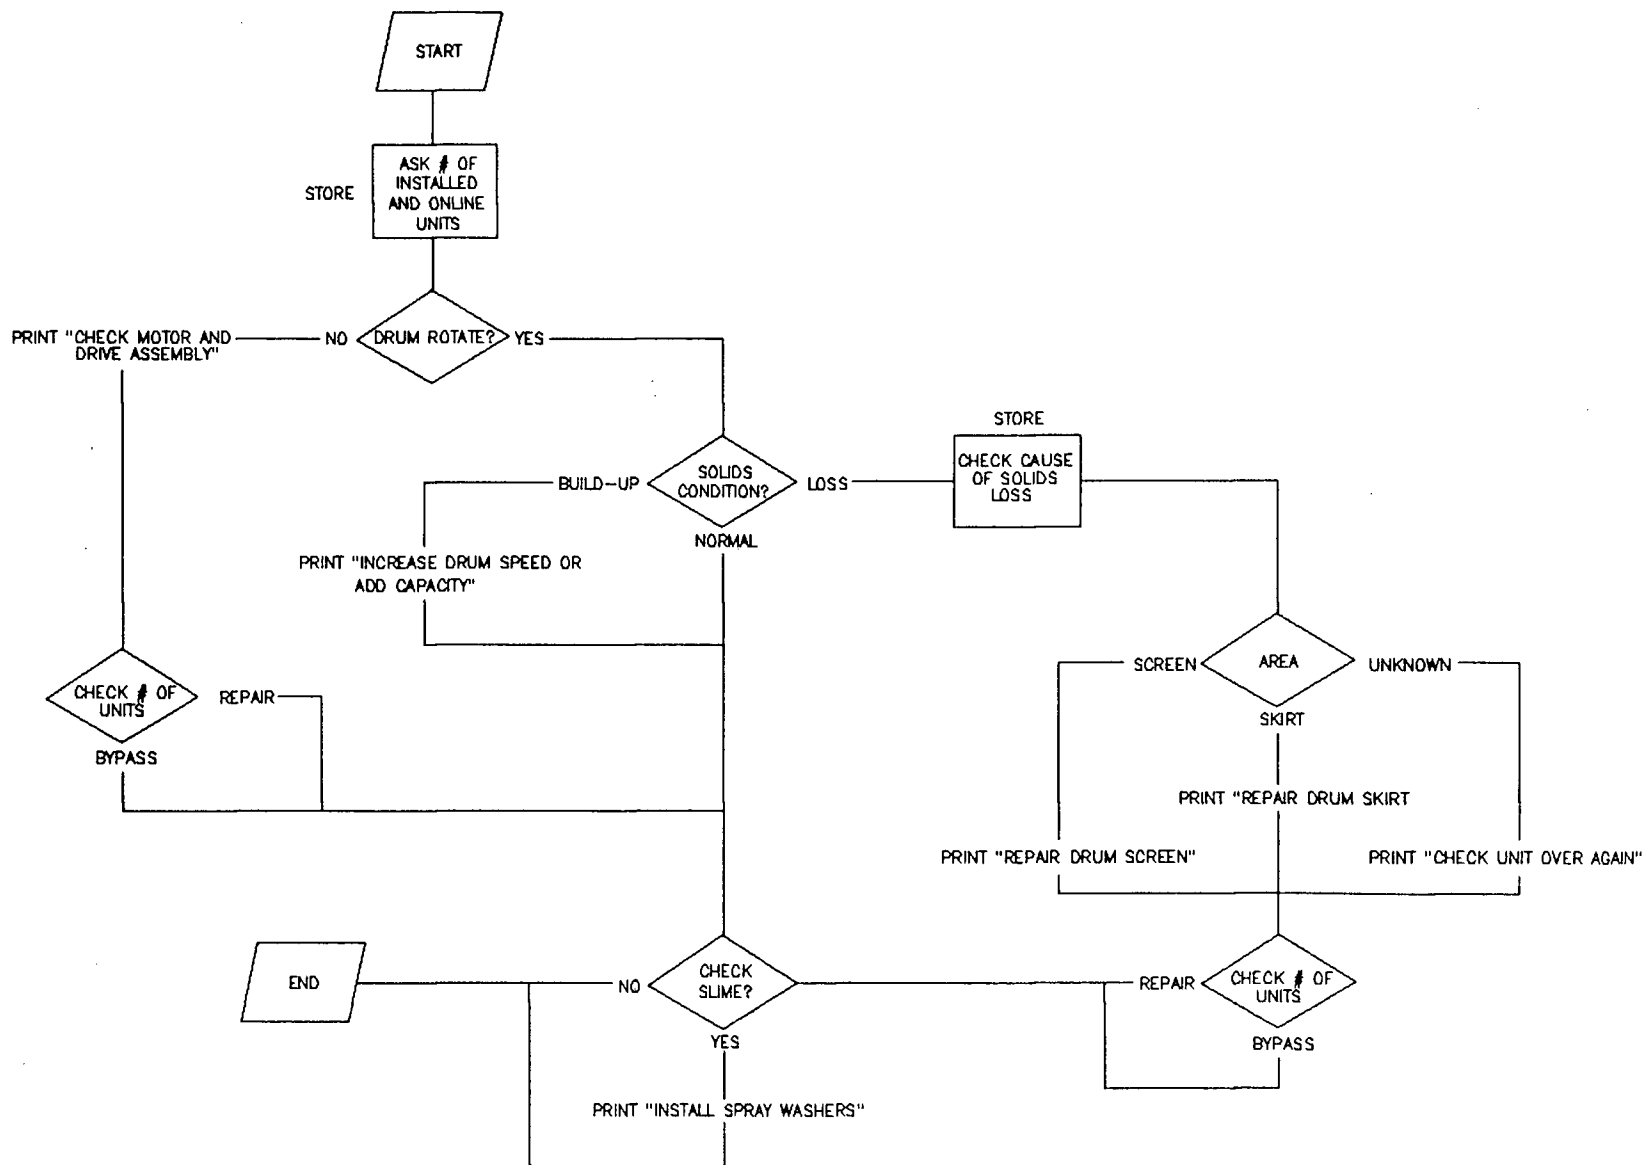 START
STORE
ASK # OF
INSTALLED
AND ONLINE
UNITS
PRINT "CHECK MOTOR AND
DRIVE ASSEMBLY"
NO
DRUM ROTATE?
YES
STORE
CHECK CAUSE
OF SOLIDS
LOSS
BUILD-UP
SOLIDS
CONDITION?
LOSS
NORMAL
PRINT "INCREASE DRUM SPEED OR
ADD CAPACITY"
SCREEN
AREA
UNKNOWN
SKIRT
CHECK # OF
UNITS
REPAIR
BYPASS
PRINT "REPAIR DRUM SKIRT
PRINT "REPAIR DRUM SCREEN"
PRINT "CHECK UNIT OVER AGAIN"
END
NO
CHECK
SLIME?
YES
REPAIR
CHECK # OF
UNITS
BYPASS
PRINT "INSTALL SPRAY WASHERS"